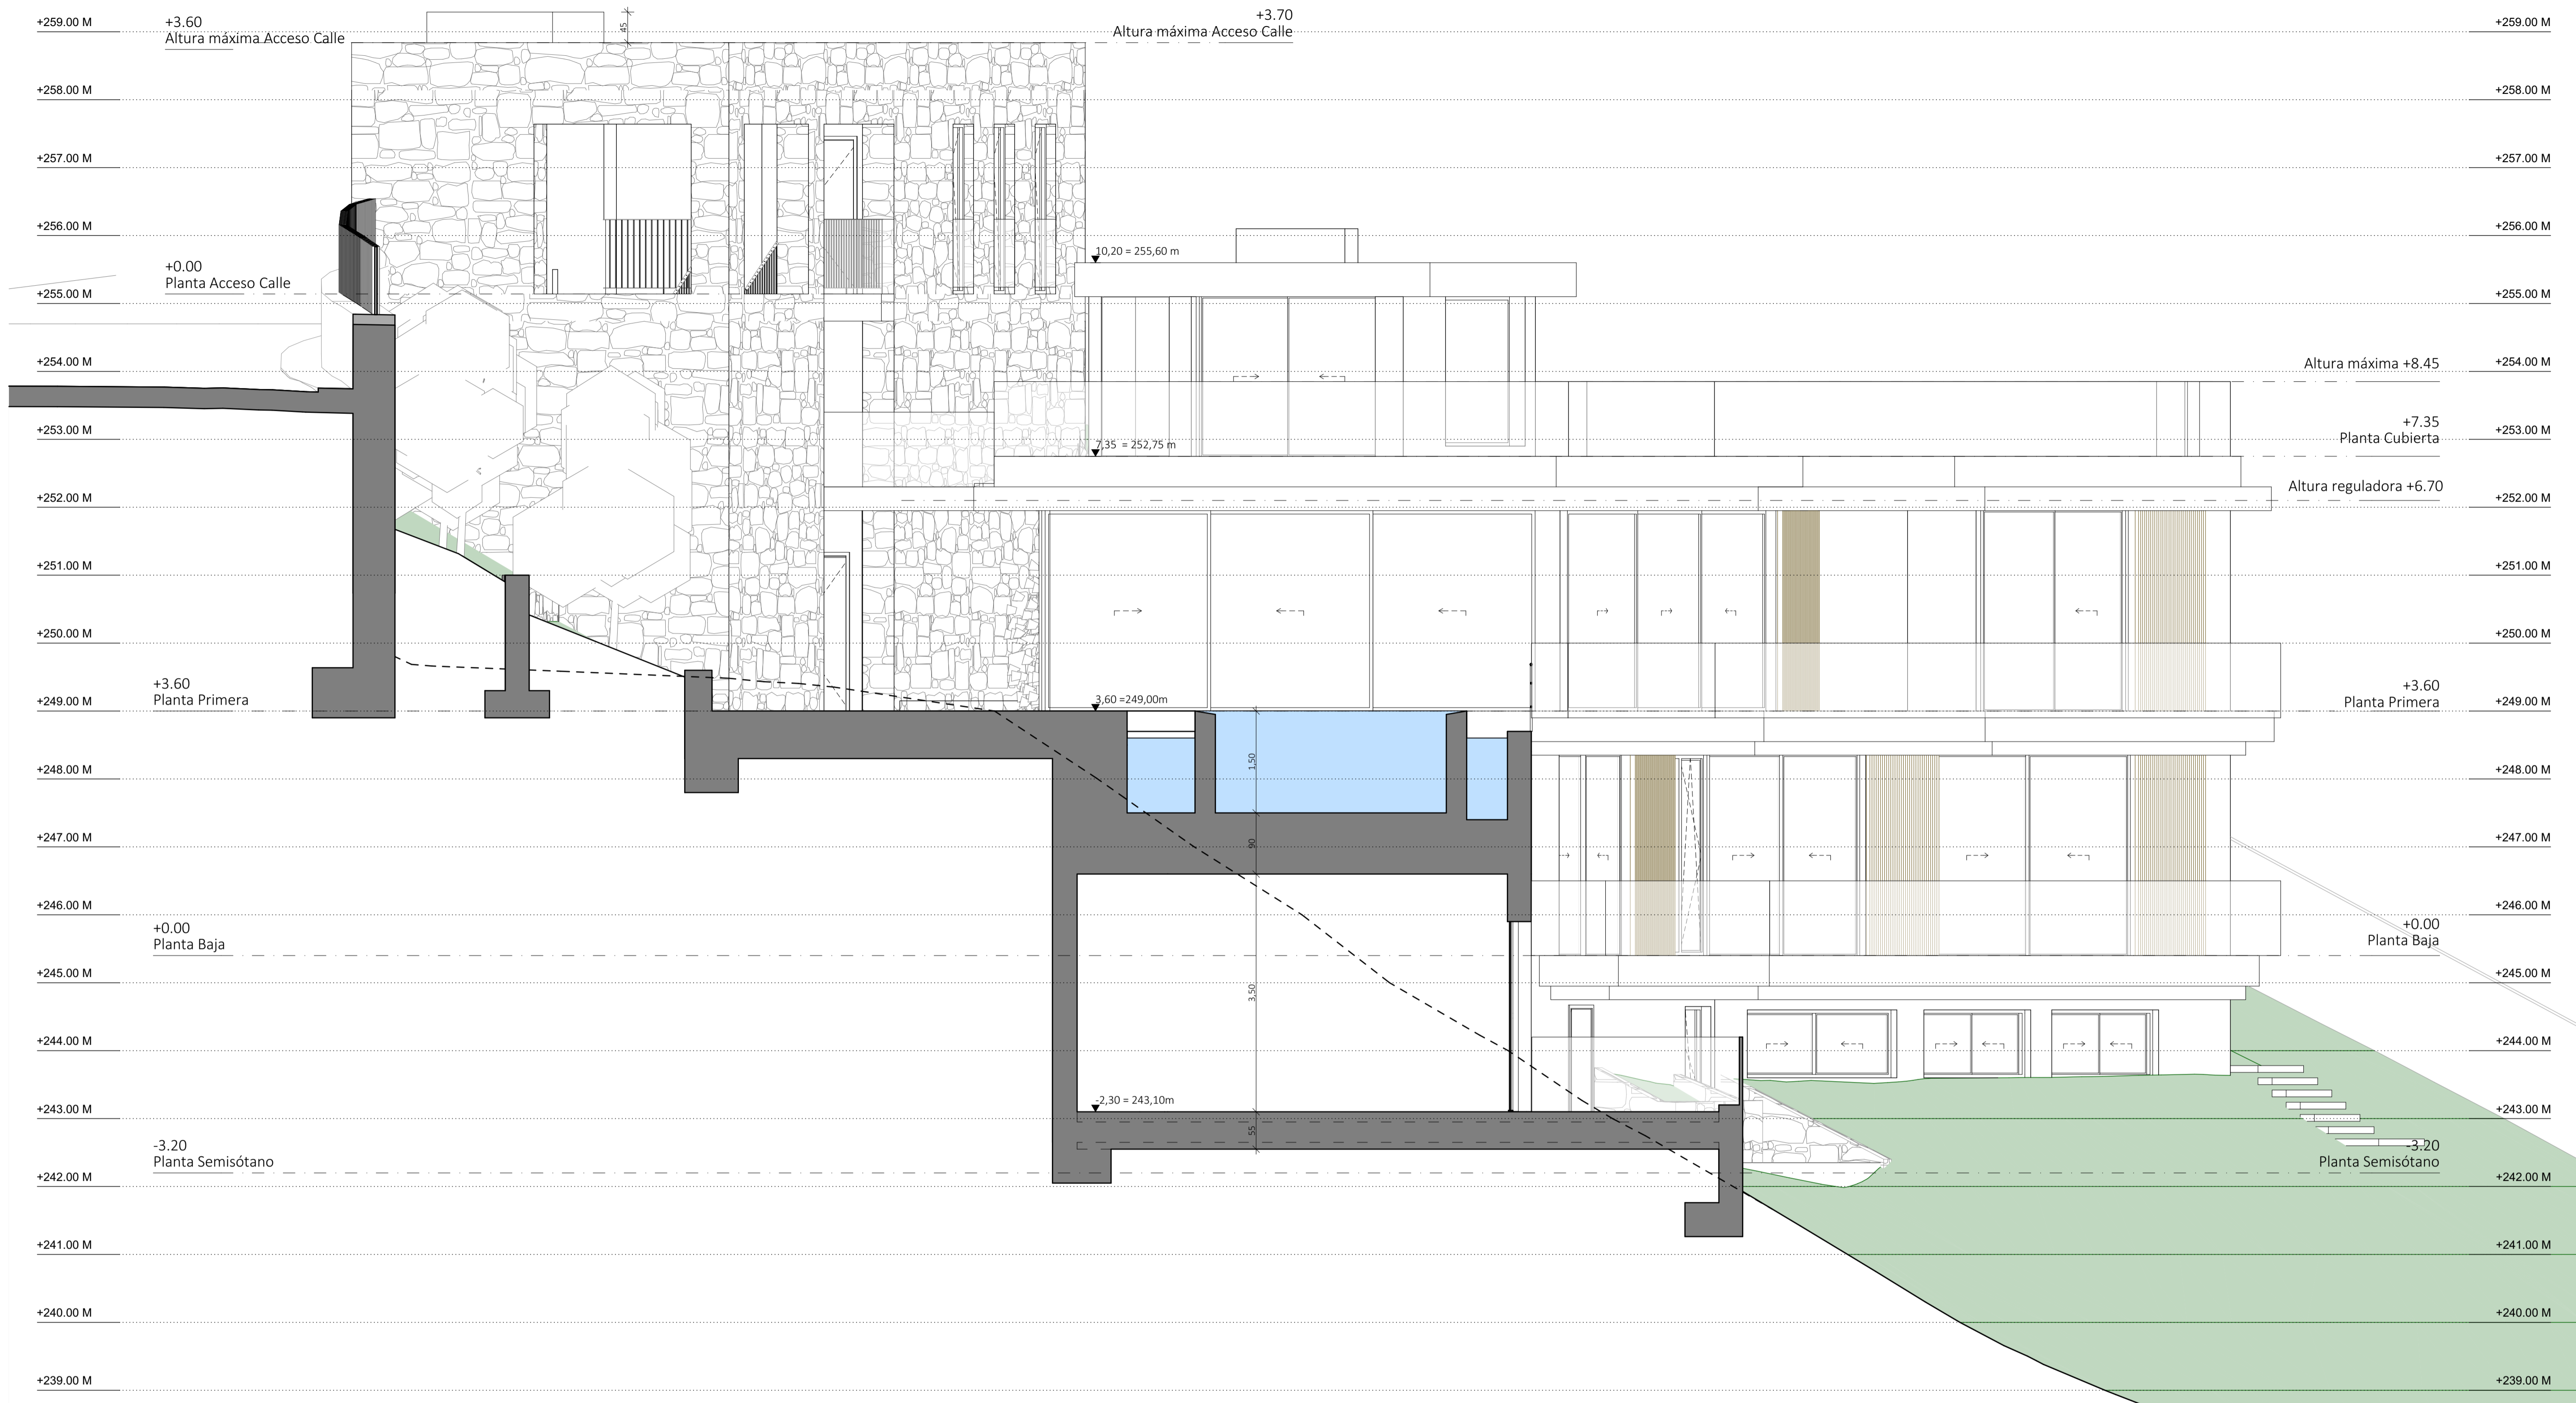 +259.00 M
+3.60
Altura máxima Acceso Calle
45
+3.70
Altura máxima Acceso Calle
+259.00 M
+258.00 M
+258.00 M
+257.00 M
+257.00 M
+256.00 M
+256.00 M
10,20 = 255,60 m
+0.00
Planta Acceso Calle
+255.00 M
+255.00 M
+254.00 M
Altura máxima +8.45
+254.00 M
+253.00 M
7,35 = 252,75 m
+7.35
Planta Cubierta
+253.00 M
+252.00 M
Altura reguladora +6.70
+252.00 M
+251.00 M
+251.00 M
+250.00 M
+250.00 M
+3.60
Planta Primera
+249.00 M
3,60 =249,00m
+3.60
Planta Primera
+249.00 M
+248.00 M
1,50
+248.00 M
+247.00 M
90
+247.00 M
+246.00 M
+246.00 M
+0.00
Planta Baja
+0.00
Planta Baja
+245.00 M
3,50
+245.00 M
+244.00 M
+244.00 M
+243.00 M
-2,30 = 243,10m
+243.00 M
55
-3.20
Planta Semisótano
-3.20
Planta Semisótano
+242.00 M
+242.00 M
+241.00 M
+241.00 M
+240.00 M
+240.00 M
+239.00 M
+239.00 M